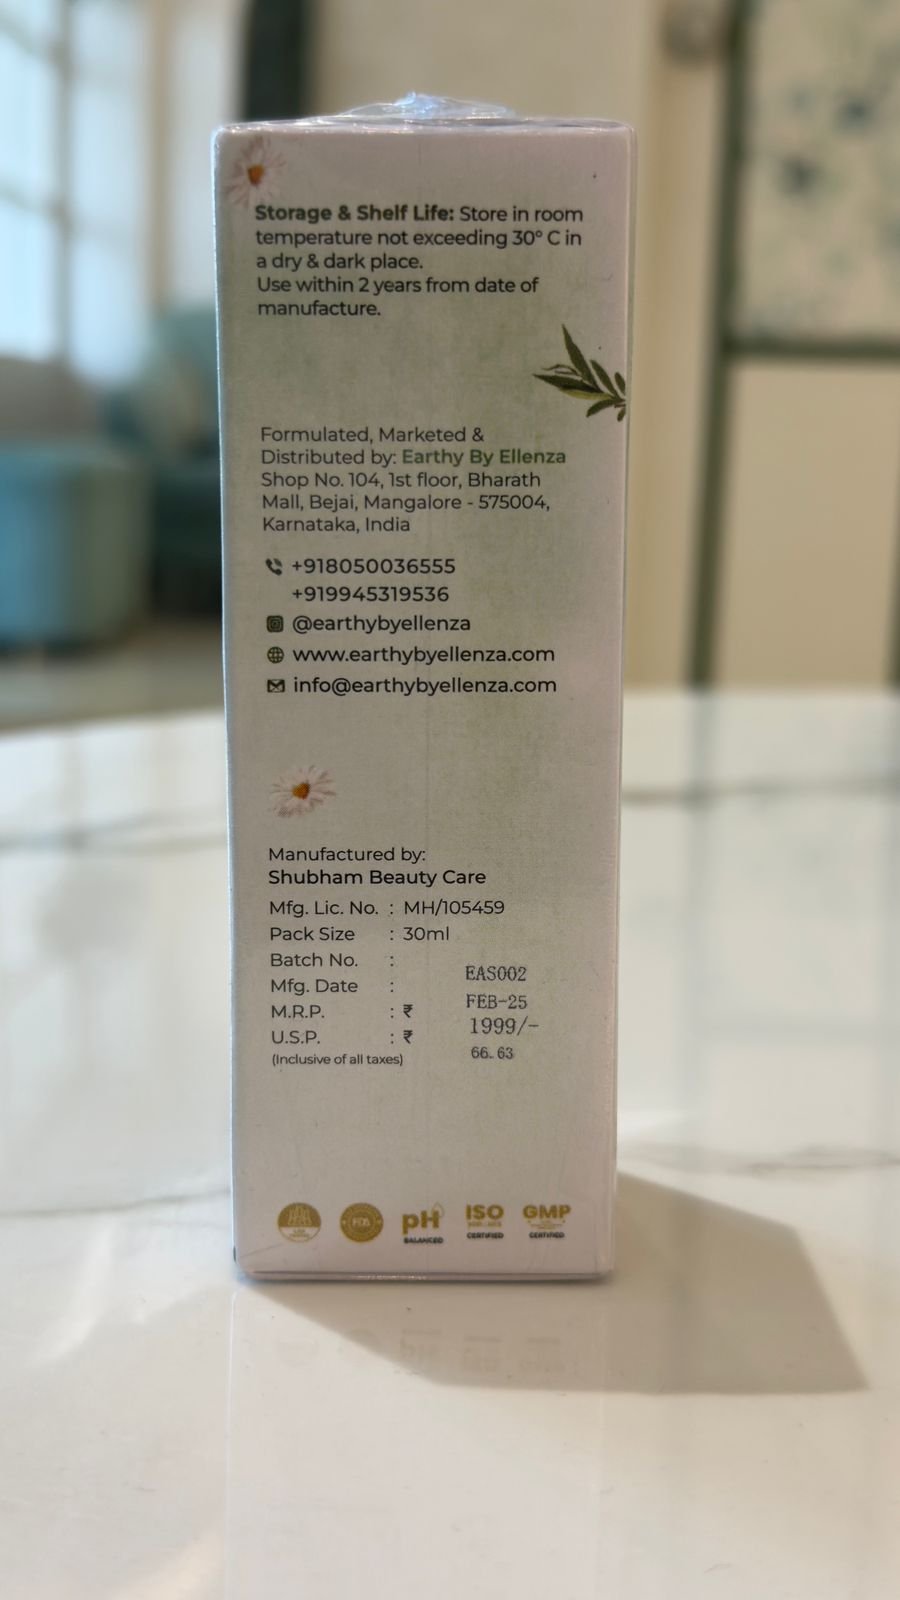 Storage & Shelf Life: Store in room
temperature not exceeding 30° C in
a dry & dark place.
Use within 2 years from date of
manufacture.
Formulated, Marketed &
Distributed by: Earthy By Ellenza
Shop No. 104, 1st floor, Bharath
Mall, Bejai, Mangalore - 575004,
Karnataka, India
+918050036555
+919945319536
@earthybyellenza
www.earthybyellenza.com
info@earthybyellenza.com
Manufactured by:
Shubham Beauty Care
Mfg. Lic. No. : MH/105459
Pack Size : 30ml
Batch No. : EAS002
Mfg. Date : FEB-25
M.R.P. : ₹ 1999/-
U.S.P. : ₹ 66.63
(Inclusive of all taxes)
FDA
pH BALANCED
ISO CERTIFIED
GMP CERTIFIED